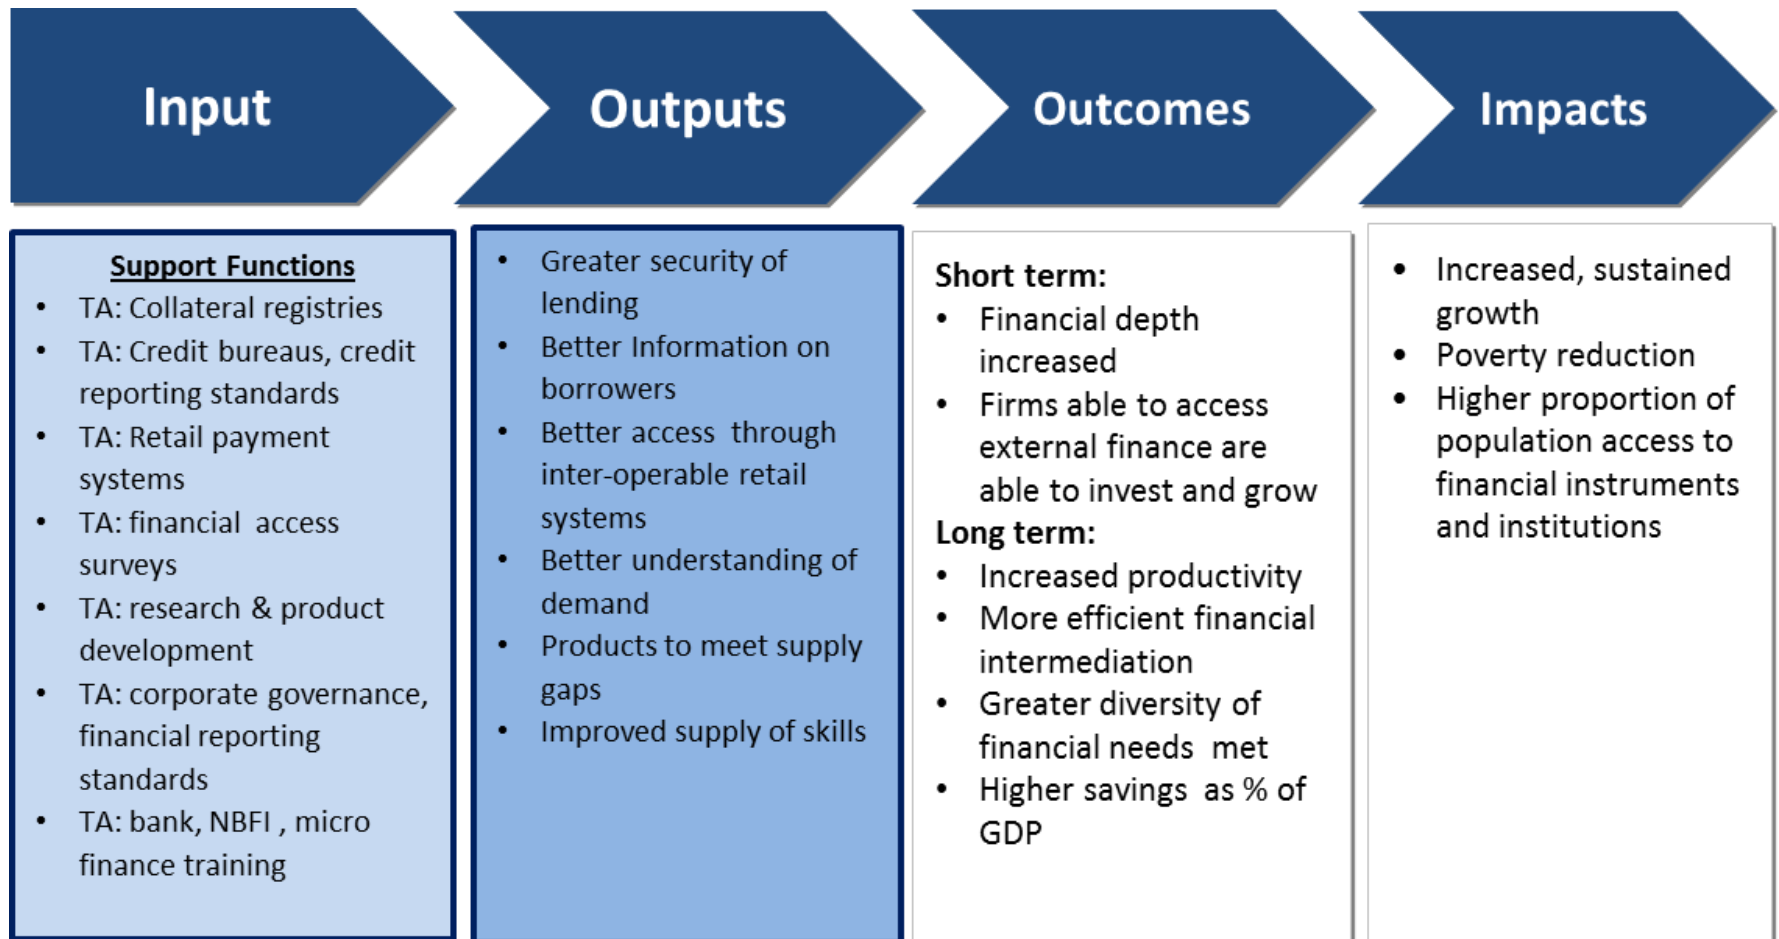 Input
Outputs
Outcomes
Impacts
Support Functions
• TA: Collateral registries
• TA: Credit bureaus, credit
reporting standards
• TA: Retail payment
systems
• TA: financial access
surveys
• TA: research & product
development
• TA: corporate governance,
financial reporting
standards
• TA: bank, NBFI , micro
finance training
• Greater security of
lending
• Better Information on
borrowers
• Better access through
inter-operable retail
systems
• Better understanding of
demand
• Products to meet supply
gaps
• Improved supply of skills
Short term:
• Financial depth
increased
• Firms able to access
external finance are
able to invest and grow
Long term:
• Increased productivity
• More efficient financial
intermediation
• Greater diversity of
financial needs met
• Higher savings as % of
GDP
• Increased, sustained
growth
• Poverty reduction
• Higher proportion of
population access to
financial instruments
and institutions